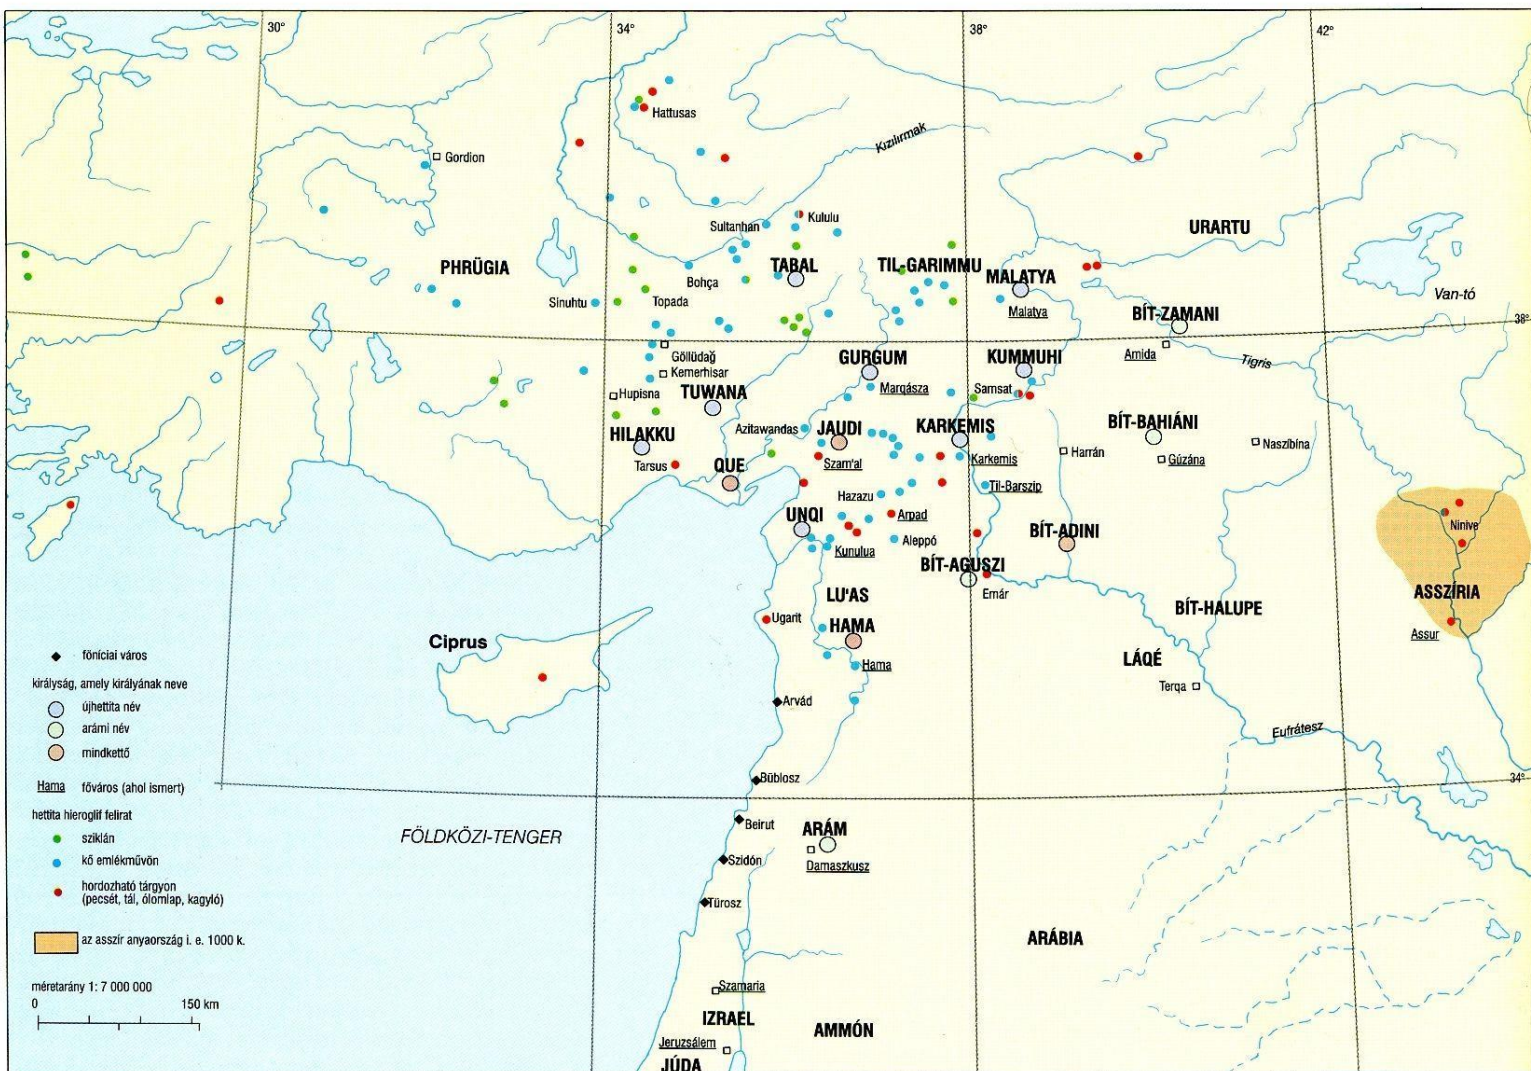 30°
34°
38°
42°
Hattusas
Kızılırmak
Gordion
Kululu
Sultanhan
URARTU
PHRÜGIA
TABAL
TIL-GARIMMU
MALATYA
Bohça
Sinuhtu
Topada
Malatya
Van-tó
BÍT-ZAMANI
38°
Göllüdağ
GURGUM
KUMMUHI
Amida
Tigris
Kemerhisar
Hupisna
TUWANA
Marqásza
Samsat
HILAKKU
Azitawandas
JAUDI
KARKEMIS
BÍT-BAHIÁNI
Tarsus
QUE
Szam'al
Karkemis
Harrán
Gúzána
Naszíbína
Hazazu
Til-Barszip
UNQI
Arpad
BÍT-ADINI
Ninive
Kunulua
Aleppó
BÍT-AGUSZI
LU'AS
Emár
BÍT-HALUPE
ASSZÍRIA
Ugarit
HAMA
Assur
Ciprus
Hama
LÁQÉ
Terqa
Arvád
Eufrátesz
Büblosz
34°
FÖLDKÖZI-TENGER
Beirut
ARÁM
Szidón
Damaszkusz
Türosz
ARÁBIA
Szamaria
IZRAEL
AMMÓN
Jeruzsálem
JÚDA
föníciai város
királyság, amely királyának neve
újhettita név
arámi név
mindkettő
Hama főváros (ahol ismert)
hettita hieroglif felirat
sziklán
kő emlékművön
hordozható tárgyon
(pecsét, tál, ólomlap, kagyló)
az asszír anyaország i. e. 1000 k.
méretarány 1: 7 000 000
0 150 km